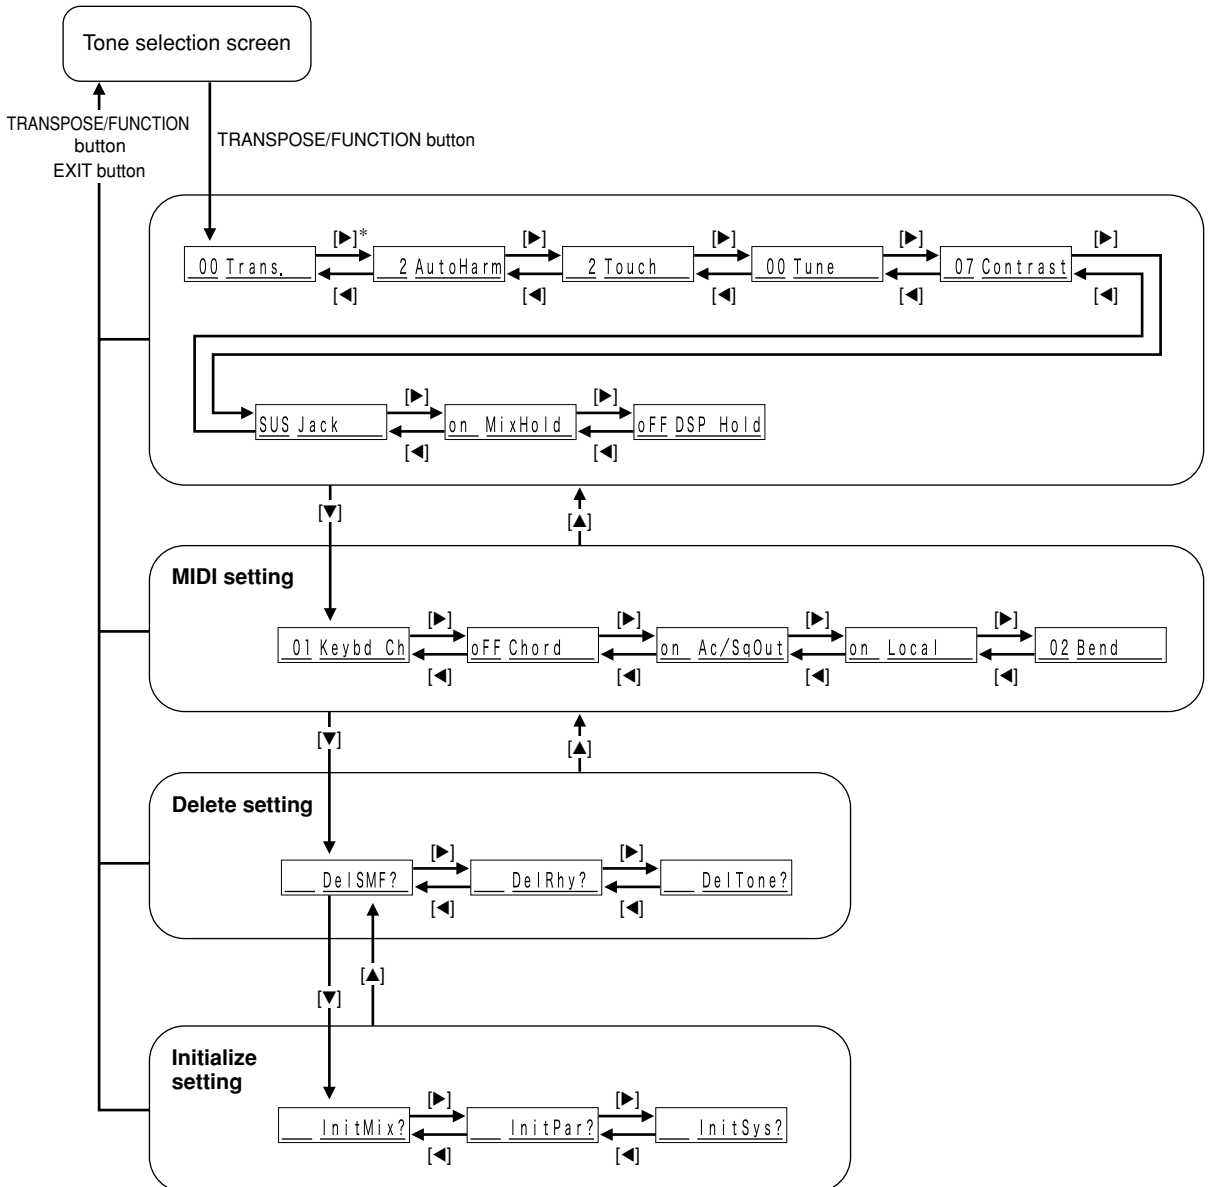 Tone selection screen
TRANSPOSE/FUNCTION
button
EXIT button
TRANSPOSE/FUNCTION button
[▶]* [▶] [▶] [▶] [▶]
00 Trans. 2 AutoHarm 2 Touch 00 Tune 07 Contrast
[◀] [◀] [◀] [◀] [◀]
[▶] [▶]
SUS Jack on MixHold oFF DSP Hold
[◀] [◀]
[▼] [▲]
MIDI setting
[▶] [▶] [▶] [▶]
01 Keybd Ch oFF Chord on Ac/SqOut on Local 02 Bend
[◀] [◀] [◀] [◀]
[▼] [▲]
Delete setting
[▶] [▶]
DelSMF? DelRhy? DelTone?
[◀] [◀]
[▲]
[▼]
Initialize
setting
[▶] [▶]
InitMix? InitPar? InitSys?
[◀] [◀]